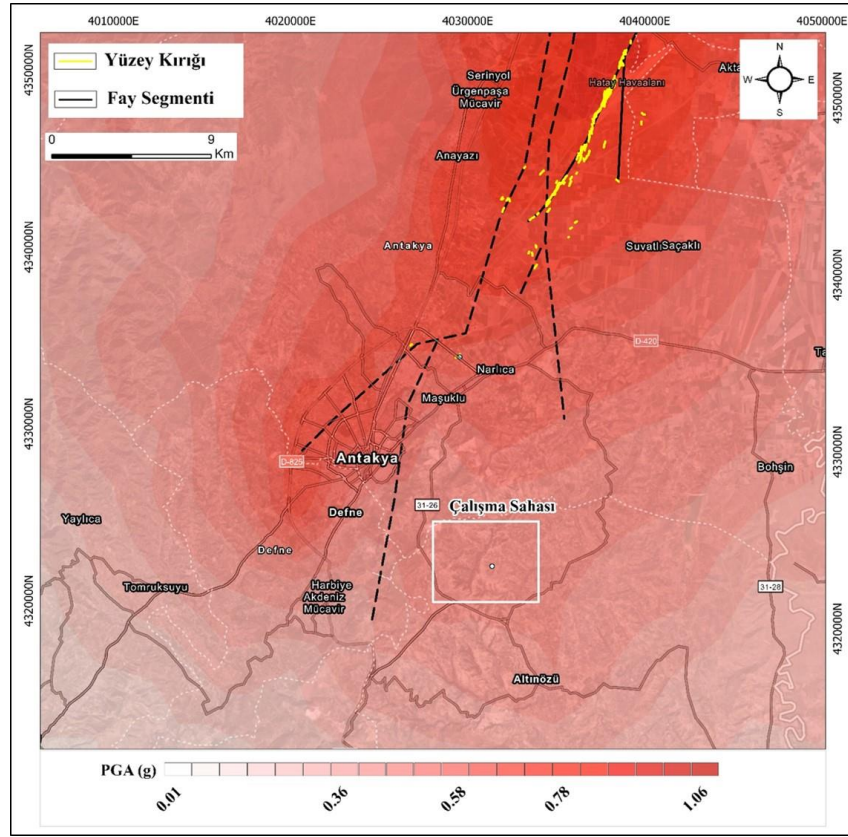 4010000E
4020000E
4030000E
4040000E
4050000E
4350000N
4340000N
4330000N
4320000N
4350000N
4340000N
4330000N
4320000N
Yüzey Kırığı
Fay Segmenti
0
9
Km
N
W
E
S
Serinyol
Ürgenpaşa
Mücavir
Hatay Havaalanı
Akta
Anayazı
Antakya
Suvatlı
Saçaklı
D-420
Ta
Narlıca
Maşuklu
Antakya
D-825
Bohşin
31-26
Çalışma Sahası
Defne
Yaylıca
Defne
Tomruksuyu
Harbiye
Akdeniz
Mücavir
31-28
Altınözü
PGA (g)
0.01
0.36
0.58
0.78
1.06